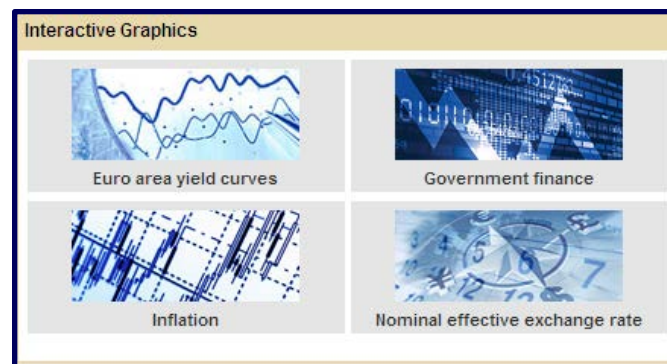 Interactive Graphics
Euro area yield curves
Government finance
Inflation
Nominal effective exchange rate